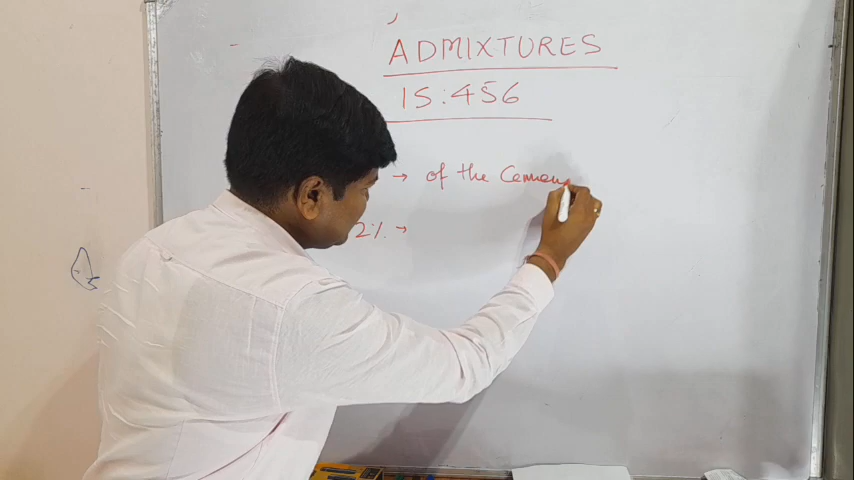 ADMIXTURES
IS:456
→ of the Cemen
2% →